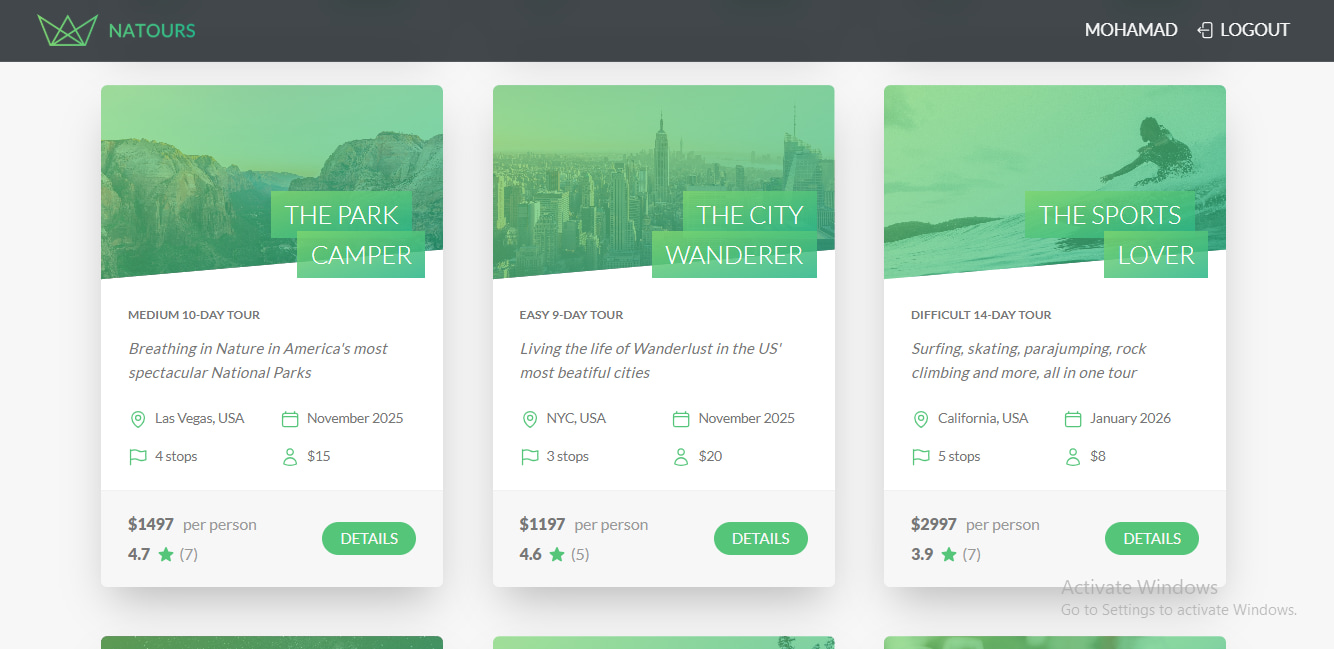 NATOURS
MOHAMAD
LOGOUT
THE PARK
CAMPER
MEDIUM 10-DAY TOUR
Breathing in Nature in America's most
spectacular National Parks
Las Vegas, USA
November 2025
4 stops
$15
$1497 per person
4.7 (7)
DETAILS
THE CITY
WANDERER
EASY 9-DAY TOUR
Living the life of Wanderlust in the US'
most beatiful cities
NYC, USA
November 2025
3 stops
$20
$1197 per person
4.6 (5)
DETAILS
THE SPORTS
LOVER
DIFFICULT 14-DAY TOUR
Surfing, skating, parajumping, rock
climbing and more, all in one tour
California, USA
January 2026
5 stops
$8
$2997 per person
3.9 (7)
DETAILS
Activate Windows
Go to Settings to activate Windows.